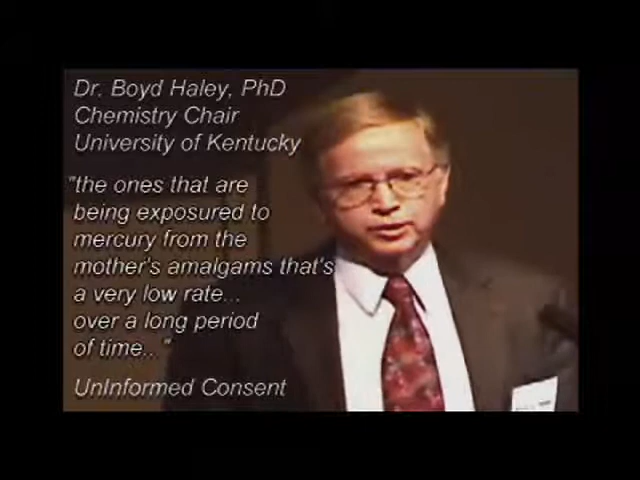 Dr. Boyd Haley, PhD
Chemistry Chair
University of Kentucky
"the ones that are
being exposured to
mercury from the
mother's amalgams that's
a very low rate...
over a long period
of time..."
UnInformed Consent